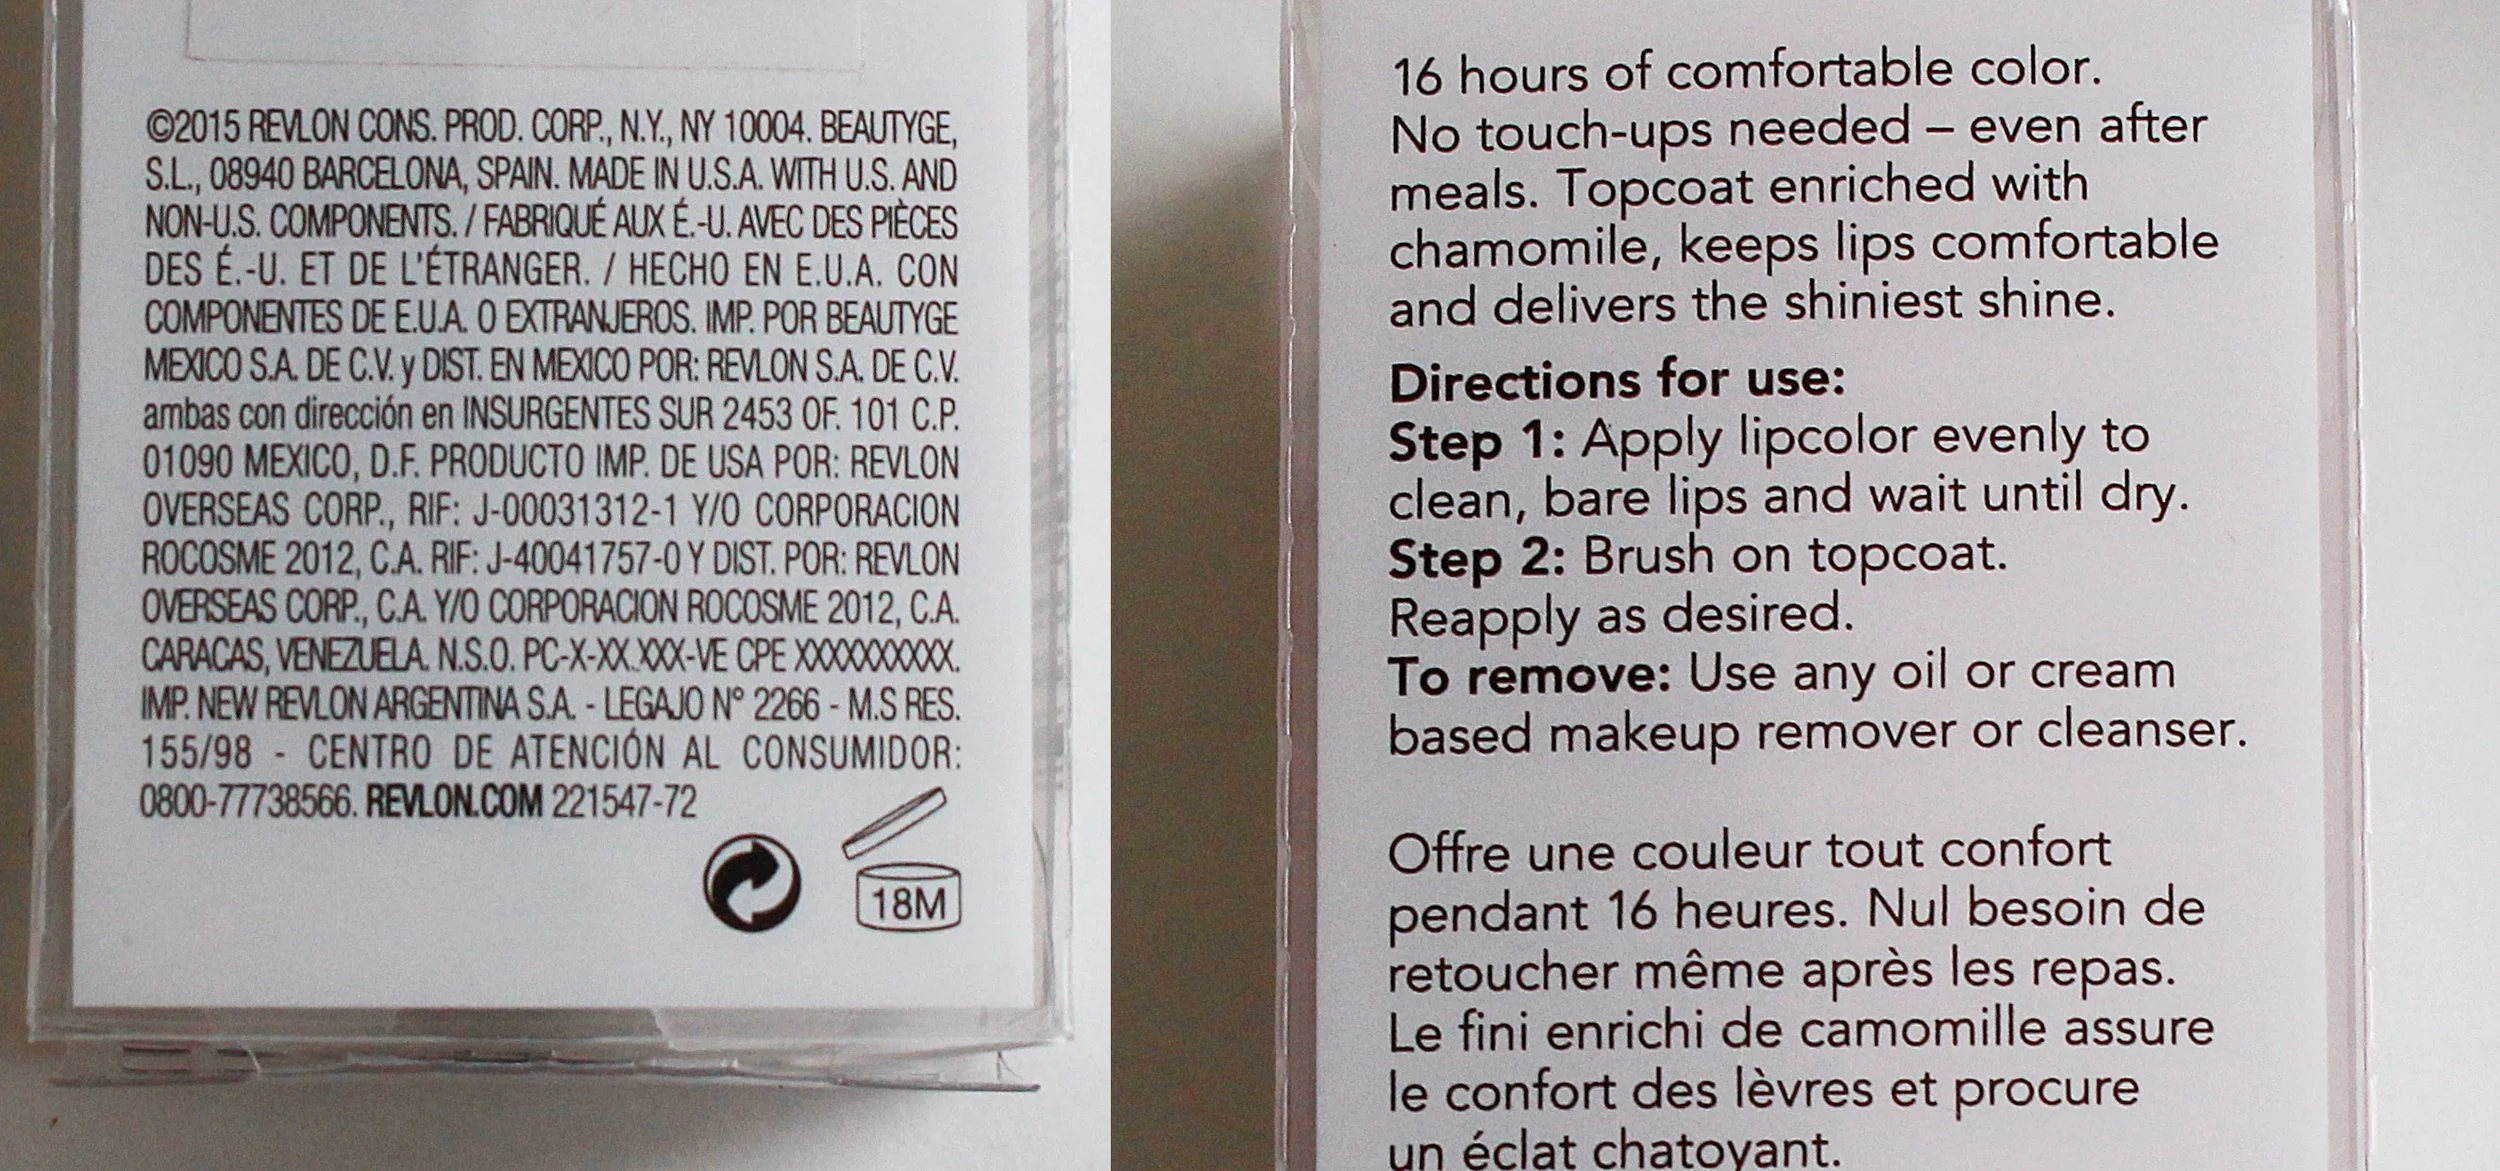 ©2015 REVLON CONS. PROD. CORP., N.Y., NY 10004. BEAUTYGE,
S.L., 08940 BARCELONA, SPAIN. MADE IN U.S.A. WITH U.S. AND
NON-U.S. COMPONENTS. / FABRIQUÉ AUX É.-U. AVEC DES PIÈCES
DES É.-U. ET DE L'ÉTRANGER. / HECHO EN E.U.A. CON
COMPONENTES DE E.U.A. O EXTRANJEROS. IMP. POR BEAUTYGE
MEXICO S.A. DE C.V. y DIST. EN MEXICO POR: REVLON S.A. DE C.V.
ambas con dirección en INSURGENTES SUR 2453 OF. 101 C.P.
01090 MEXICO, D.F. PRODUCTO IMP. DE USA POR: REVLON
OVERSEAS CORP., RIF: J-00031312-1 Y/O CORPORACION
ROCOSME 2012, C.A. RIF: J-40041757-0 Y DIST. POR: REVLON
OVERSEAS CORP., C.A. Y/O CORPORACION ROCOSME 2012, C.A.
CARACAS, VENEZUELA. N.S.O. PC-X-XX.XXX-VE CPE XXXXXXXXXX.
IMP. NEW REVLON ARGENTINA S.A. - LEGAJO Nº 2266 - M.S RES.
155/98 - CENTRO DE ATENCIÓN AL CONSUMIDOR:
0800-77738566. REVLON.COM 221547-72
18M
16 hours of comfortable color.
No touch-ups needed – even after
meals. Topcoat enriched with
chamomile, keeps lips comfortable
and delivers the shiniest shine.
Directions for use:
Step 1: Apply lipcolor evenly to
clean, bare lips and wait until dry.
Step 2: Brush on topcoat.
Reapply as desired.
To remove: Use any oil or cream
based makeup remover or cleanser.
Offre une couleur tout confort
pendant 16 heures. Nul besoin de
retoucher même après les repas.
Le fini enrichi de camomille assure
le confort des lèvres et procure
un éclat chatoyant.